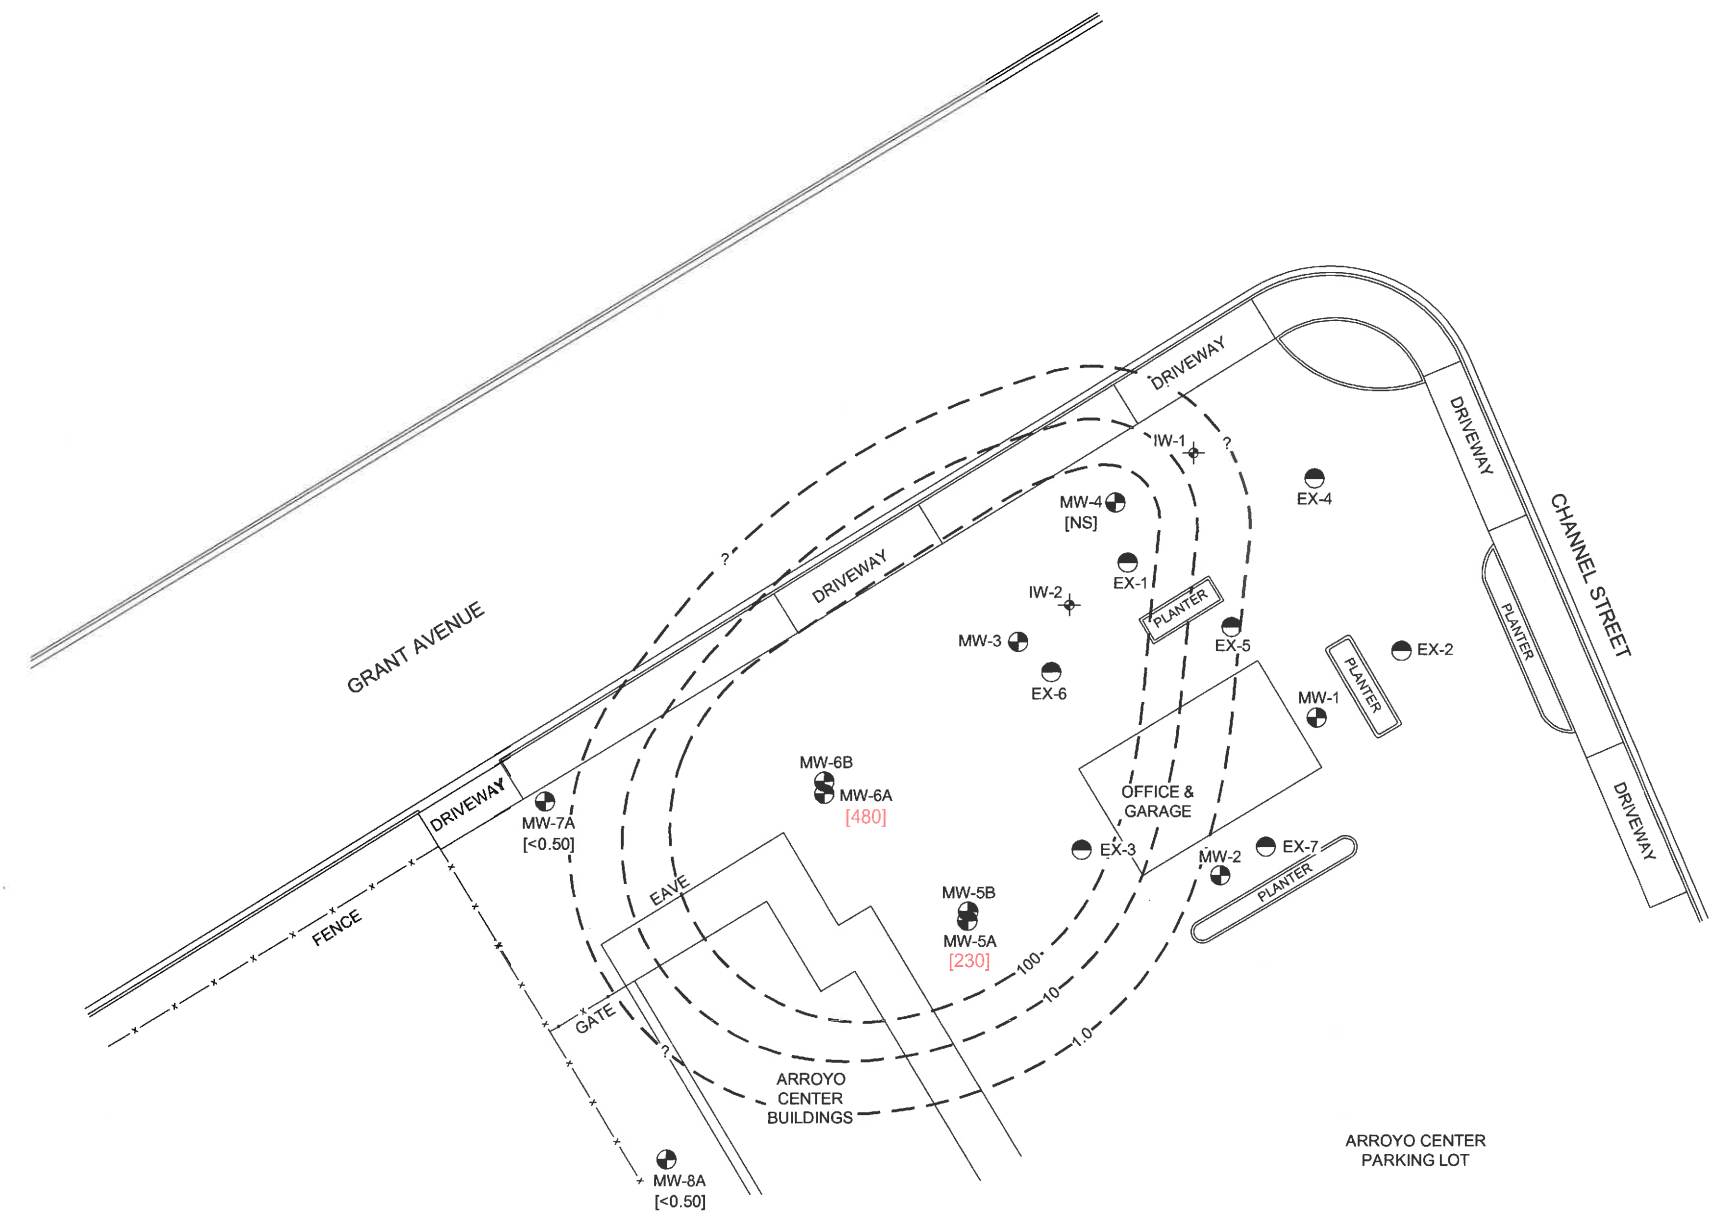 DRIVEWAY
?
IW-1
?
DRIVEWAY
MW-4
[NS]
EX-4
CHANNEL STREET
?
DRIVEWAY
EX-1
IW-2
PLANTER
GRANT AVENUE
MW-3
EX-5
EX-2
PLANTER
PLANTER
EX-6
MW-1
MW-6B
MW-6A
[480]
DRIVEWAY
MW-7A
[<0.50]
OFFICE &
GARAGE
DRIVEWAY
EX-3
MW-2
EX-7
PLANTER
EAVE
FENCE
MW-5B
MW-5A
[230]
100
10
1.0
GATE
?
ARROYO
CENTER
BUILDINGS
ARROYO CENTER
PARKING LOT
MW-8A
[<0.50]